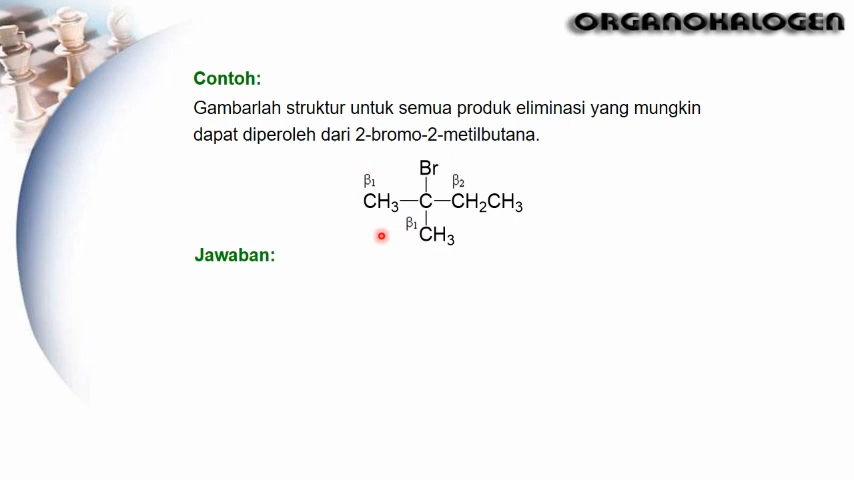 ORGANOHALOGEN
Contoh:
Gambarlah struktur untuk semua produk eliminasi yang mungkin
dapat diperoleh dari 2-bromo-2-metilbutana.
Br
β₁ β₂
CH₃—C—CH₂CH₃
β₁
CH₃
Jawaban: